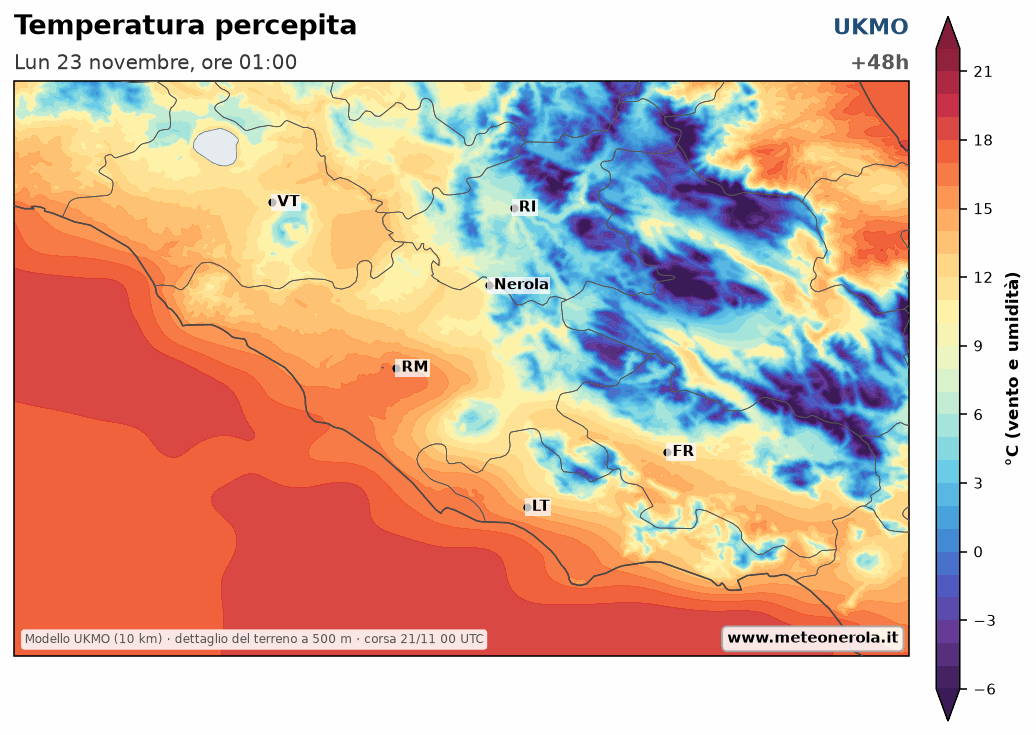 Temperatura percepita
UKMO
Lun 23 novembre, ore 01:00
+48h
VT
RI
Nerola
RM
FR
LT
21
18
15
12
9
6
3
0
−3
−6
°C (vento e umidità)
Modello UKMO (10 km) · dettaglio del terreno a 500 m · corsa 21/11 00 UTC
www.meteonerola.it